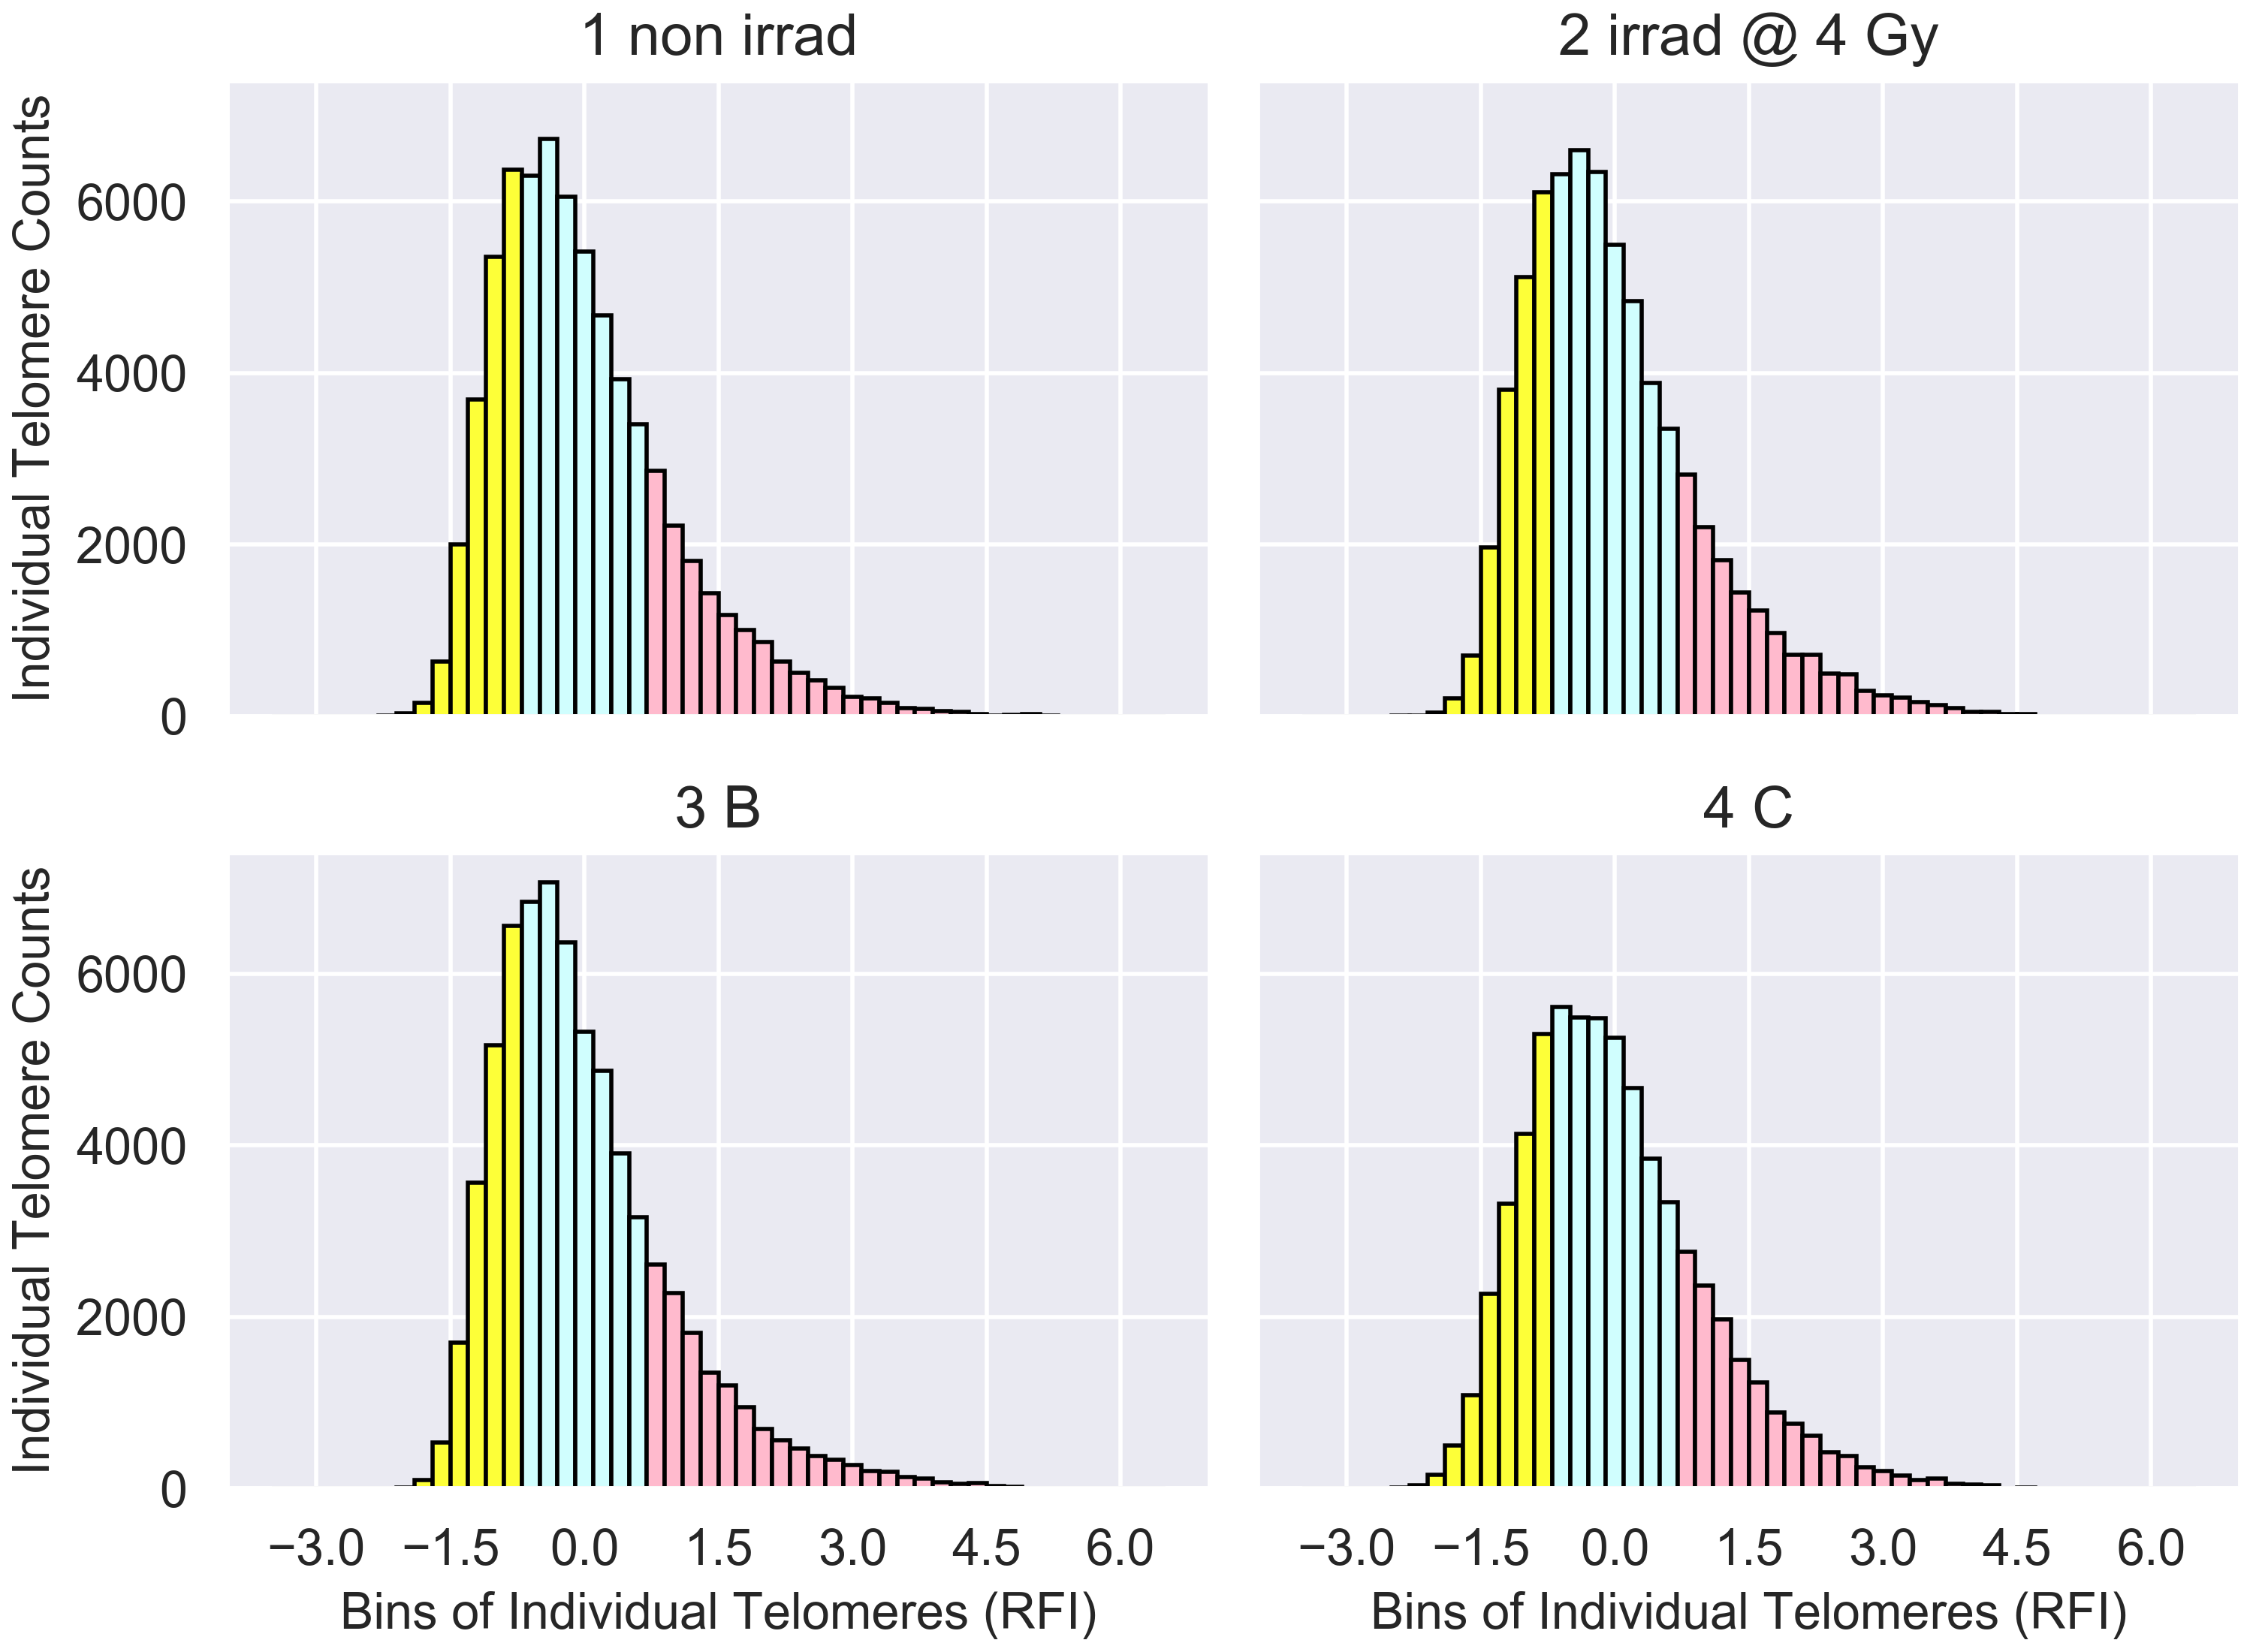 1 non irrad
2 irrad @ 4 Gy
Individual Telomere Counts
6000
4000
2000
0
3 B
4 C
Individual Telomere Counts
6000
4000
2000
0
−3.0 −1.5 0.0 1.5 3.0 4.5 6.0
−3.0 −1.5 0.0 1.5 3.0 4.5 6.0
Bins of Individual Telomeres (RFI)
Bins of Individual Telomeres (RFI)